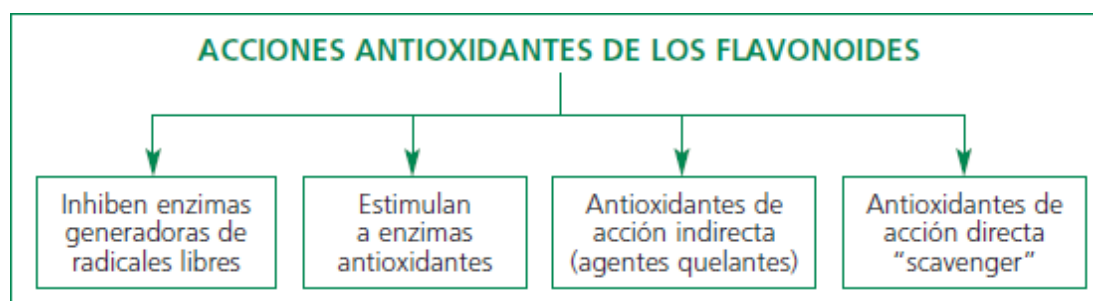 ACCIONES ANTIOXIDANTES DE LOS FLAVONOIDES
Inhiben enzimas
generadoras de
radicales libres
Estimulan
a enzimas
antioxidantes
Antioxidantes de
acción indirecta
(agentes quelantes)
Antioxidantes de
acción directa
“scavenger”